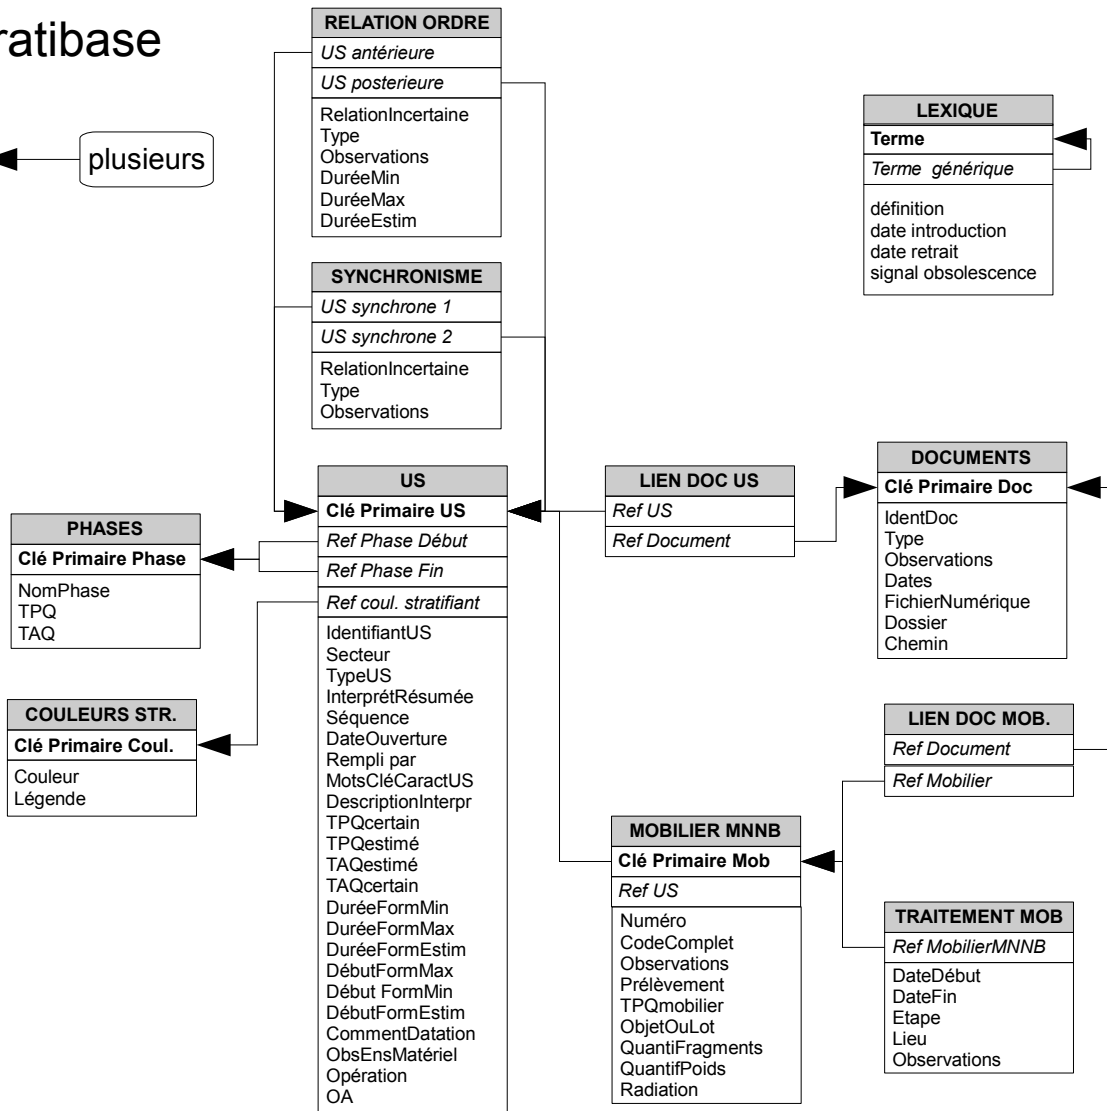 ratibase
plusieurs
RELATION ORDRE
US antérieure
US posterieure
RelationIncertaine
Type
Observations
DuréeMin
DuréeMax
DuréeEstim
SYNCHRONISME
US synchrone 1
US synchrone 2
RelationIncertaine
Type
Observations
LEXIQUE
Terme
Terme générique
définition
date introduction
date retrait
signal obsolescence
PHASES
Clé Primaire Phase
NomPhase
TPQ
TAQ
COULEURS STR.
Clé Primaire Coul.
Couleur
Légende
US
Clé Primaire US
Ref Phase Début
Ref Phase Fin
Ref coul. stratifiant
IdentifiantUS
Secteur
TypeUS
InterprétRésumée
Séquence
DateOuverture
Rempli par
MotsCléCaractUS
DescriptionInterpr
TPQcertain
TPQestimé
TAQestimé
TAQcertain
DuréeFormMin
DuréeFormMax
DuréeFormEstim
DébutFormMax
Début FormMin
DébutFormEstim
CommentDatation
ObsEnsMatériel
Opération
OA
LIEN DOC US
Ref US
Ref Document
DOCUMENTS
Clé Primaire Doc
IdentDoc
Type
Observations
Dates
FichierNumérique
Dossier
Chemin
MOBILIER MNNB
Clé Primaire Mob
Ref US
Numéro
CodeComplet
Observations
Prélèvement
TPQmobilier
ObjetOuLot
QuantiFragments
QuantifPoids
Radiation
LIEN DOC MOB.
Ref Document
Ref Mobilier
TRAITEMENT MOB
Ref MobilierMNNB
DateDébut
DateFin
Etape
Lieu
Observations